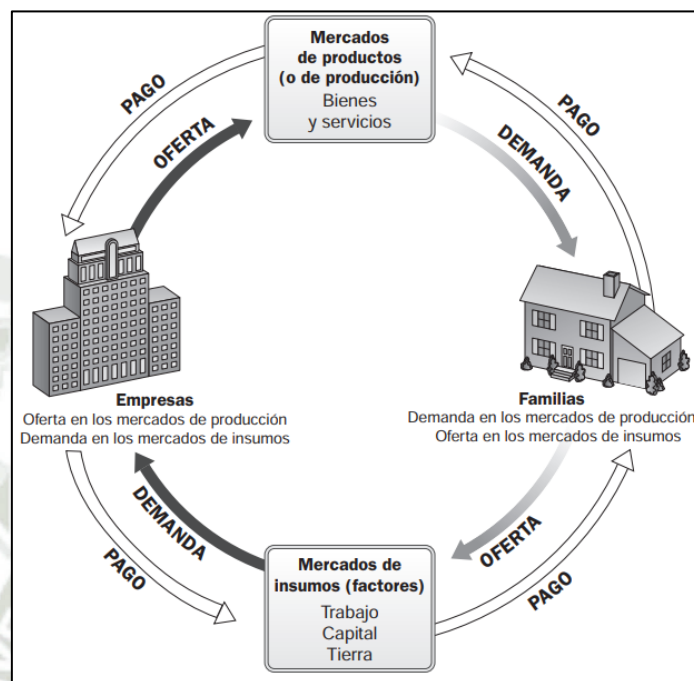 Mercados
de productos
(o de producción)
Bienes
y servicios
PAGO
OFERTA
DEMANDA
PAGO
Empresas
Oferta en los mercados de producción
Demanda en los mercados de insumos
Familias
Demanda en los mercados de producción
Oferta en los mercados de insumos
PAGO
DEMANDA
OFERTA
PAGO
Mercados de
insumos (factores)
Trabajo
Capital
Tierra